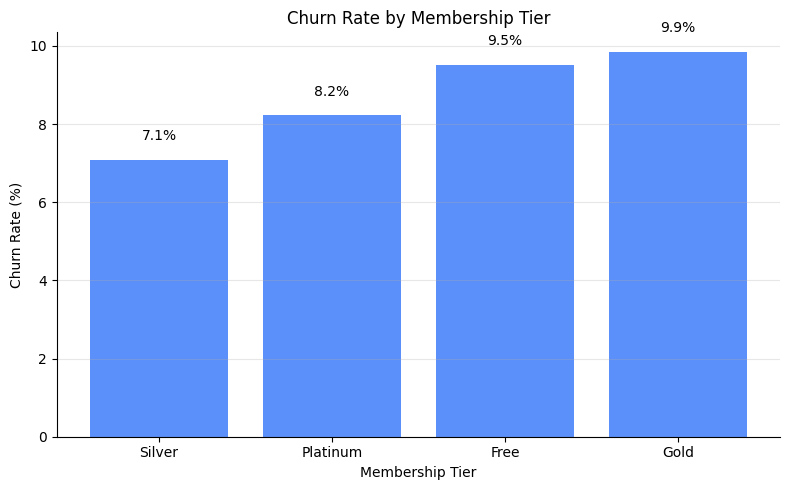 Churn Rate by Membership Tier
9.9%
9.5%
8.2%
7.1%
10
8
6
4
2
0
Churn Rate (%)
Silver Platinum Free Gold
Membership Tier